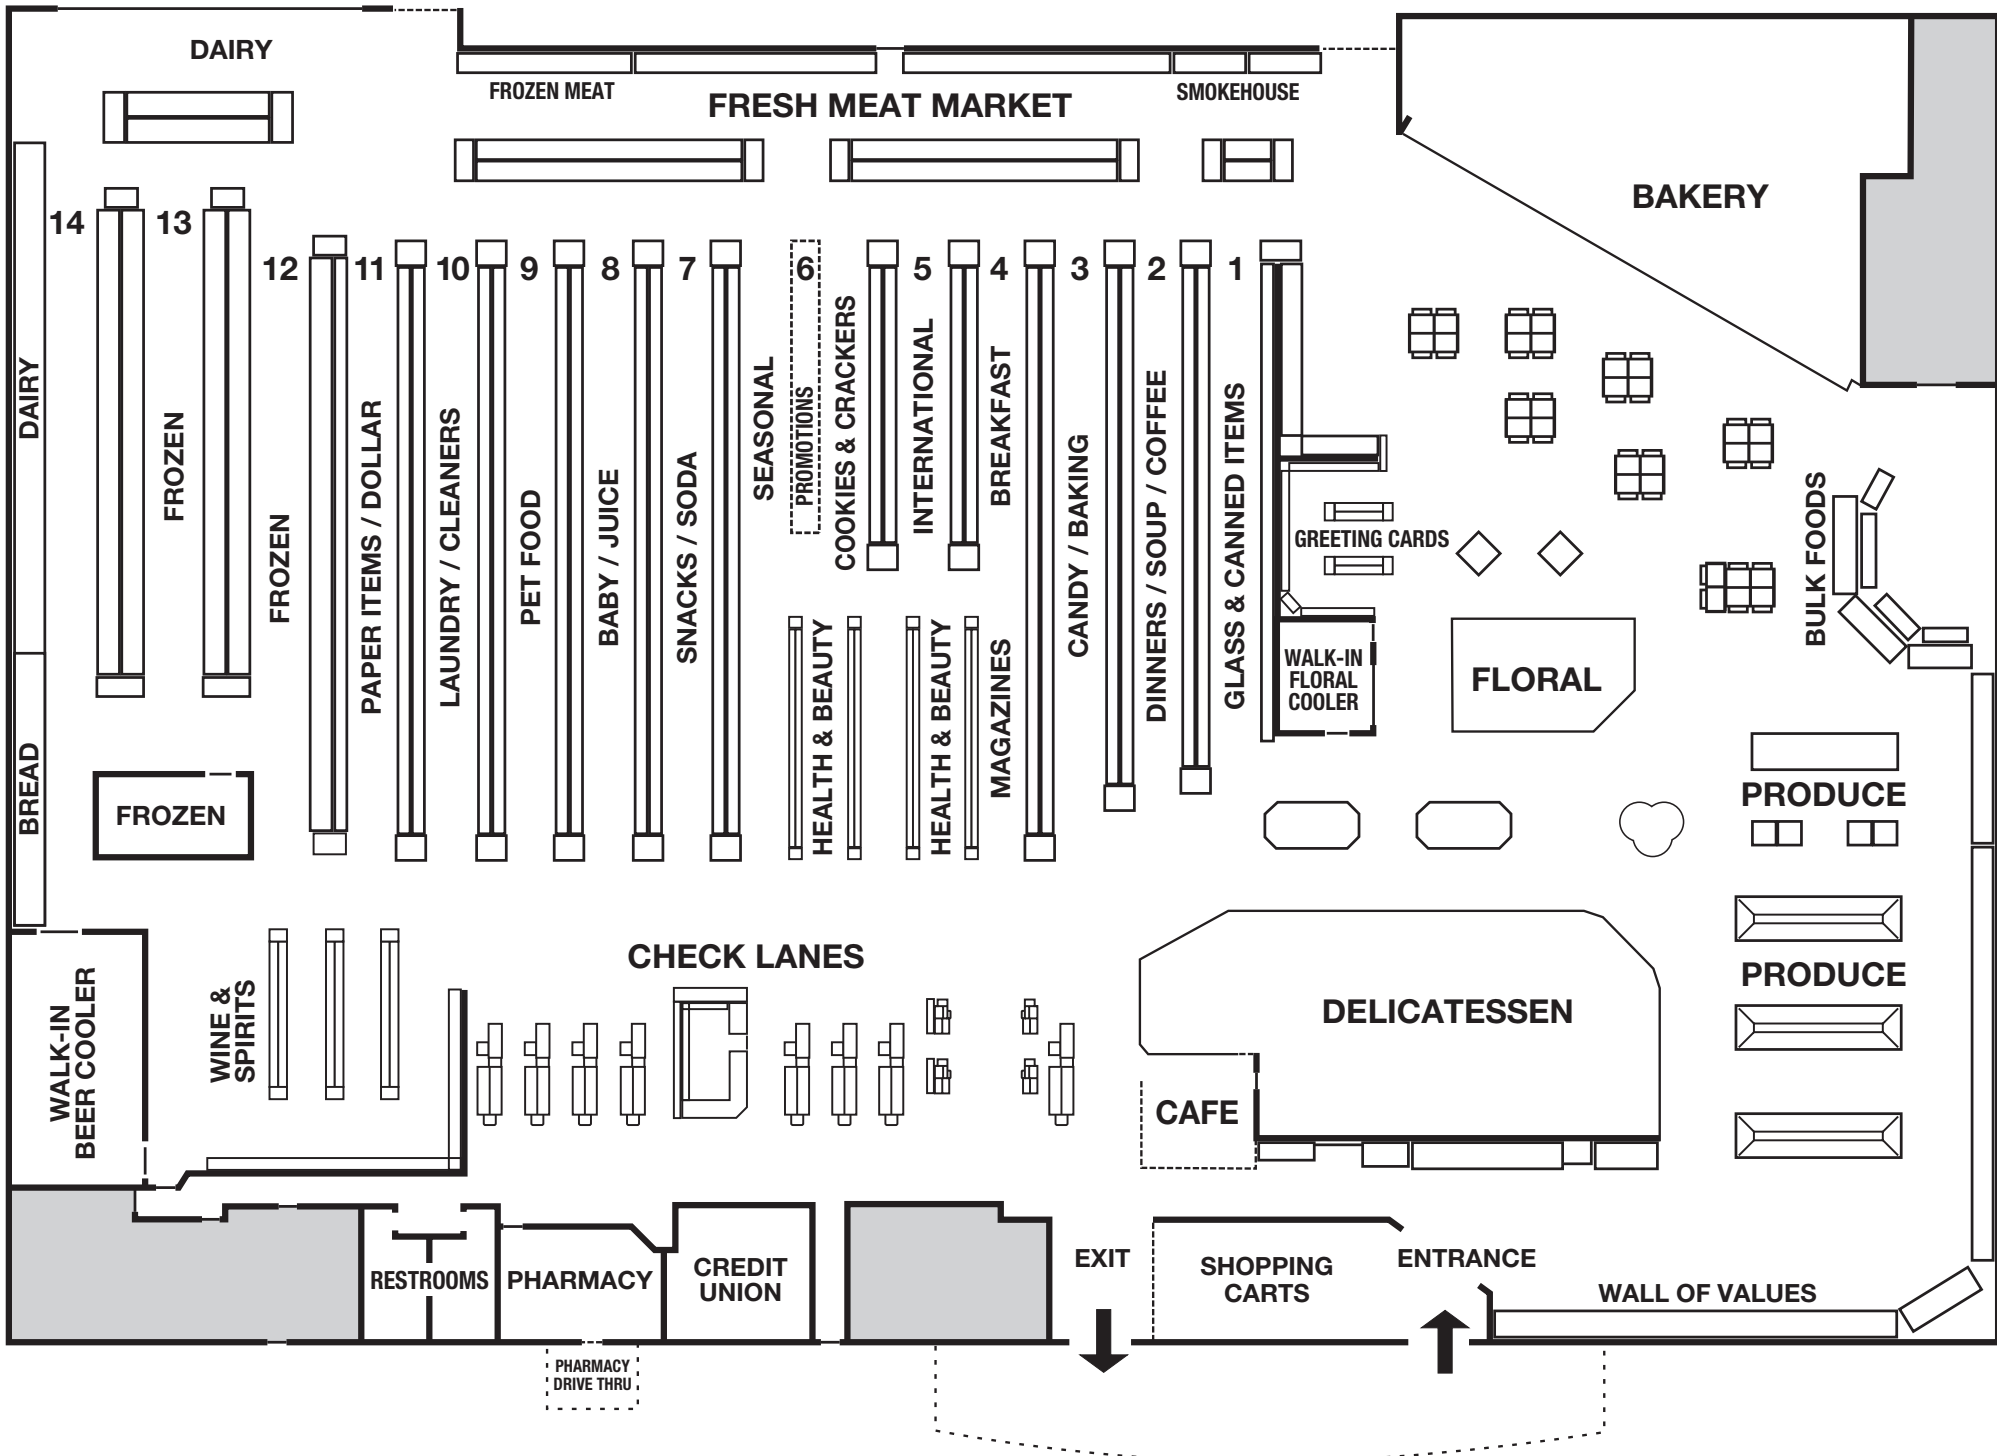 DAIRY
FROZEN MEAT
FRESH MEAT MARKET
SMOKEHOUSE
BAKERY
14
13
12
11
10
9
8
7
6
5
4
3
2
1
DAIRY
FROZEN
FROZEN
PAPER ITEMS / DOLLAR
LAUNDRY / CLEANERS
PET FOOD
BABY / JUICE
SNACKS / SODA
SEASONAL
PROMOTIONS
COOKIES & CRACKERS
INTERNATIONAL
BREAKFAST
CANDY / BAKING
DINNERS / SOUP / COFFEE
GLASS & CANNED ITEMS
GREETING CARDS
BULK FOODS
HEALTH & BEAUTY
HEALTH & BEAUTY
MAGAZINES
WALK-IN
FLORAL
COOLER
FLORAL
BREAD
FROZEN
PRODUCE
CHECK LANES
PRODUCE
DELICATESSEN
WALK-IN
BEER COOLER
WINE &
SPIRITS
CAFE
RESTROOMS
PHARMACY
CREDIT
UNION
EXIT
SHOPPING
CARTS
ENTRANCE
WALL OF VALUES
PHARMACY
DRIVE THRU